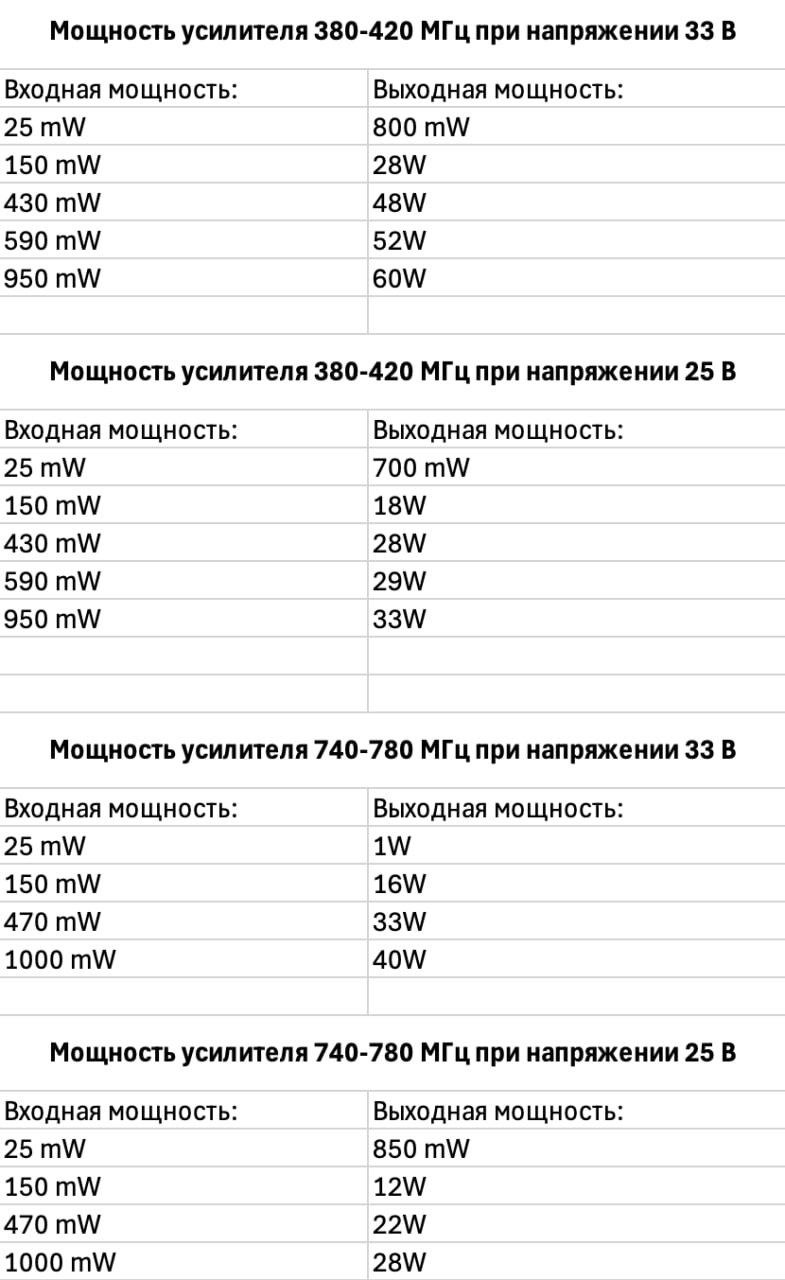 Мощность усилителя 380-420 МГц при напряжении 33 В
Входная мощность: Выходная мощность:
25 mW 800 mW
150 mW 28W
430 mW 48W
590 mW 52W
950 mW 60W
Мощность усилителя 380-420 МГц при напряжении 25 В
Входная мощность: Выходная мощность:
25 mW 700 mW
150 mW 18W
430 mW 28W
590 mW 29W
950 mW 33W
Мощность усилителя 740-780 МГц при напряжении 33 В
Входная мощность: Выходная мощность:
25 mW 1W
150 mW 16W
470 mW 33W
1000 mW 40W
Мощность усилителя 740-780 МГц при напряжении 25 В
Входная мощность: Выходная мощность:
25 mW 850 mW
150 mW 12W
470 mW 22W
1000 mW 28W